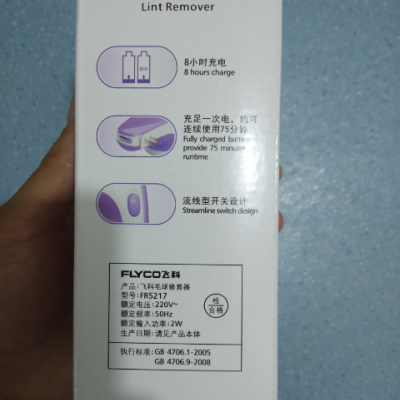 Lint Remover
8小时充电
8 hours charge
充足一次电，约可
连续使用75分钟
Fully charged batteries
provide 75 minutes
runtime
流线型开关设计
Streamline switch design
FLYCO飞科
产品：飞科毛球修剪器
型号：FR5217
额定电压：220V~
额定频率：50Hz
额定输入功率：2W
生产日期：请见产品本体
检
合格
执行标准：GB 4706.1-2005
GB 4706.9-2008